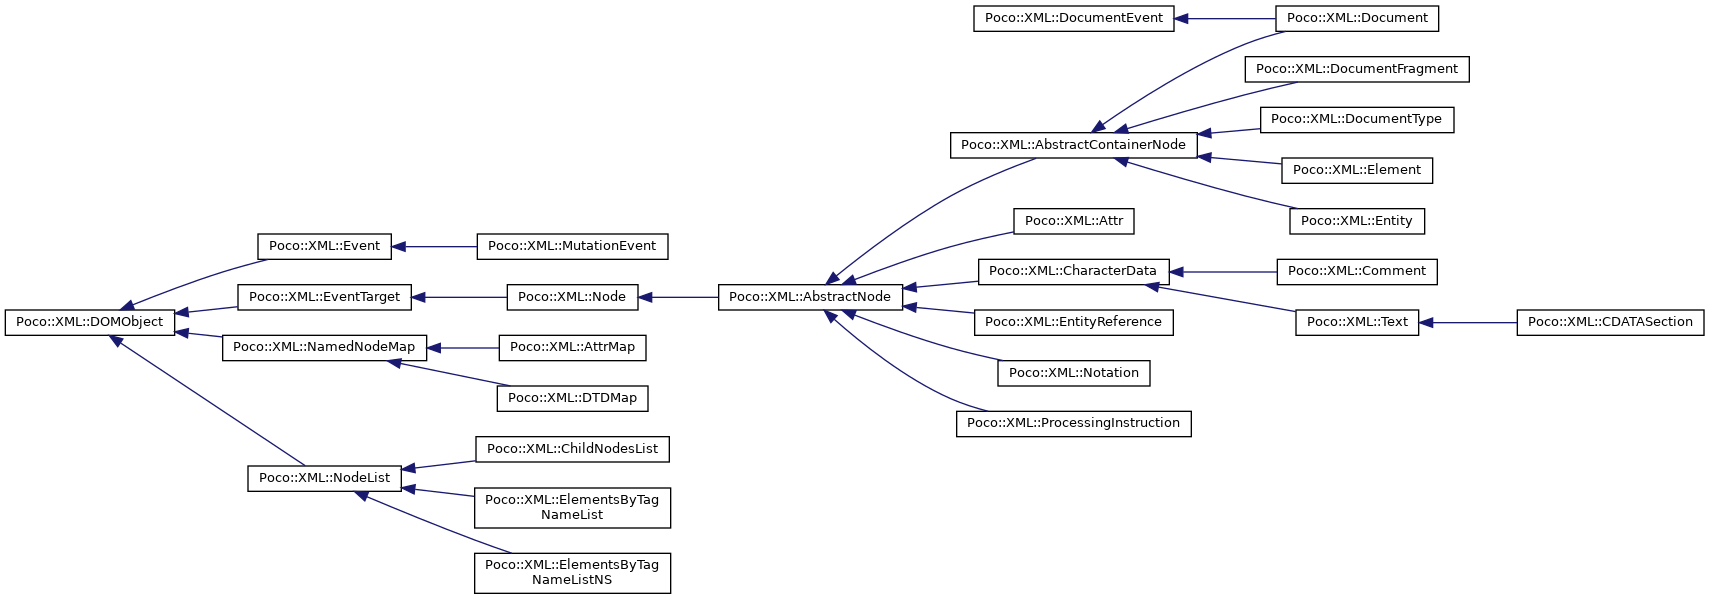 Poco::XML::DocumentEvent
Poco::XML::Document
Poco::XML::DocumentFragment
Poco::XML::DocumentType
Poco::XML::AbstractContainerNode
Poco::XML::Element
Poco::XML::Attr
Poco::XML::Entity
Poco::XML::Event
Poco::XML::MutationEvent
Poco::XML::CharacterData
Poco::XML::Comment
Poco::XML::EventTarget
Poco::XML::Node
Poco::XML::AbstractNode
Poco::XML::DOMObject
Poco::XML::EntityReference
Poco::XML::Text
Poco::XML::CDATASection
Poco::XML::NamedNodeMap
Poco::XML::AttrMap
Poco::XML::Notation
Poco::XML::DTDMap
Poco::XML::ProcessingInstruction
Poco::XML::ChildNodesList
Poco::XML::NodeList
Poco::XML::ElementsByTag
NameList
Poco::XML::ElementsByTag
NameListNS